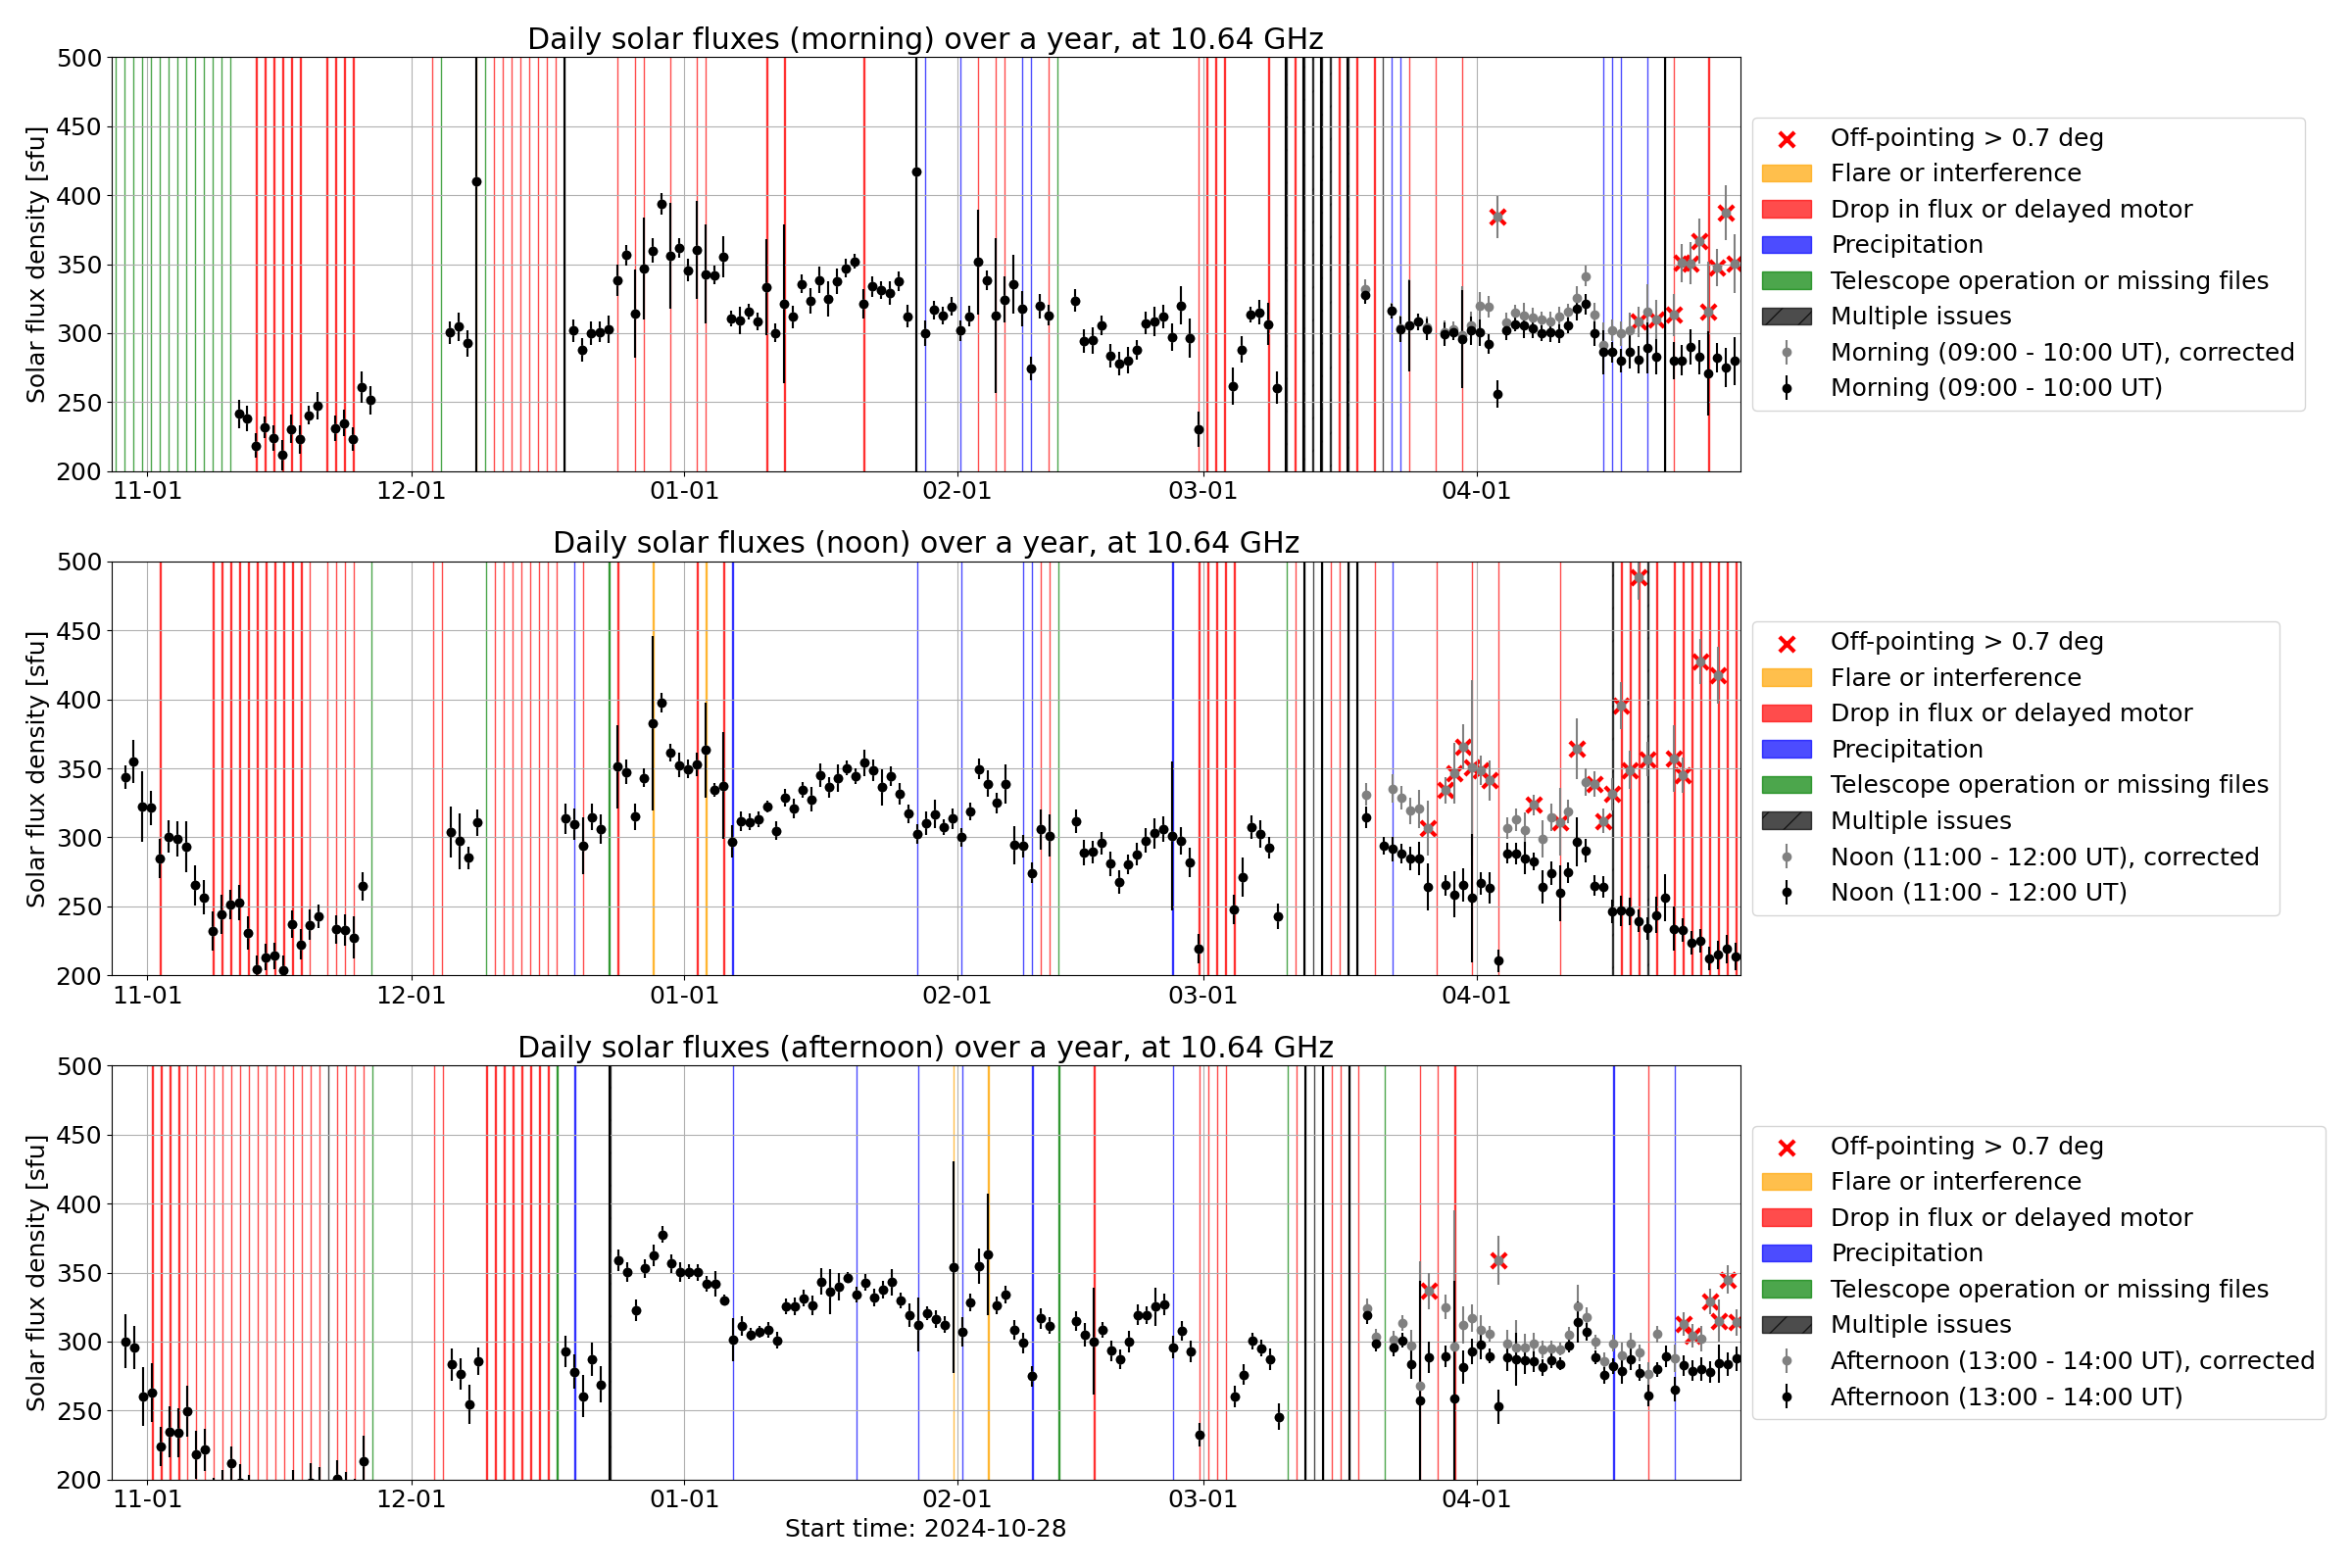 Daily solar fluxes (morning) over a year, at 10.64 GHz
Solar flux density [sfu]
500
450
400
350
300
250
200
11-01 12-01 01-01 02-01 03-01 04-01
Off-pointing > 0.7 deg
Flare or interference
Drop in flux or delayed motor
Precipitation
Telescope operation or missing files
Multiple issues
Morning (09:00 - 10:00 UT), corrected
Morning (09:00 - 10:00 UT)
Daily solar fluxes (noon) over a year, at 10.64 GHz
Solar flux density [sfu]
500
450
400
350
300
250
200
11-01 12-01 01-01 02-01 03-01 04-01
Off-pointing > 0.7 deg
Flare or interference
Drop in flux or delayed motor
Precipitation
Telescope operation or missing files
Multiple issues
Noon (11:00 - 12:00 UT), corrected
Noon (11:00 - 12:00 UT)
Daily solar fluxes (afternoon) over a year, at 10.64 GHz
Solar flux density [sfu]
500
450
400
350
300
250
200
11-01 12-01 01-01 02-01 03-01 04-01
Start time: 2024-10-28
Off-pointing > 0.7 deg
Flare or interference
Drop in flux or delayed motor
Precipitation
Telescope operation or missing files
Multiple issues
Afternoon (13:00 - 14:00 UT), corrected
Afternoon (13:00 - 14:00 UT)